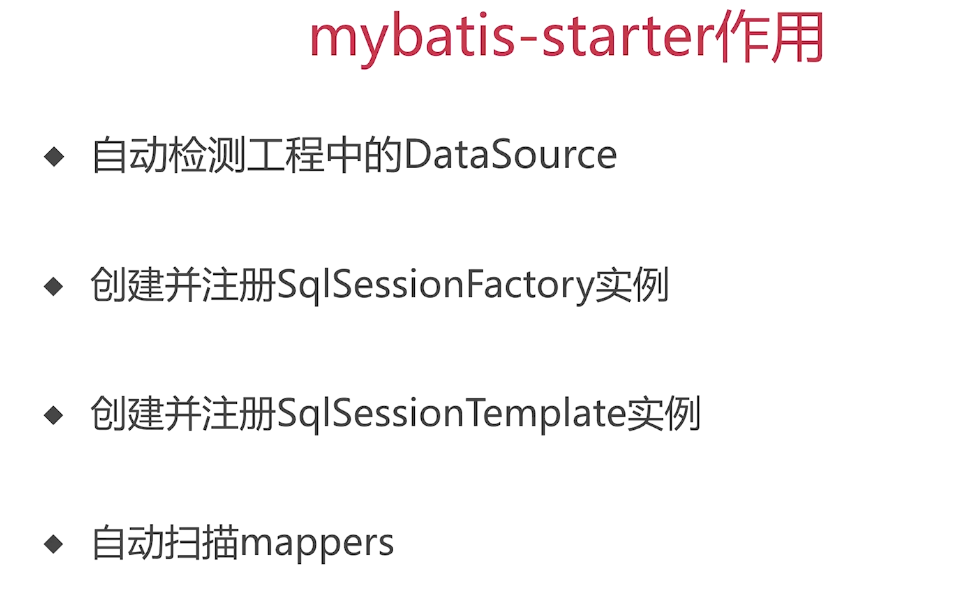 mybatis-starter作用
◆ 自动检测工程中的DataSource
◆ 创建并注册SqlSessionFactory实例
◆ 创建并注册SqlSessionTemplate实例
◆ 自动扫描mappers